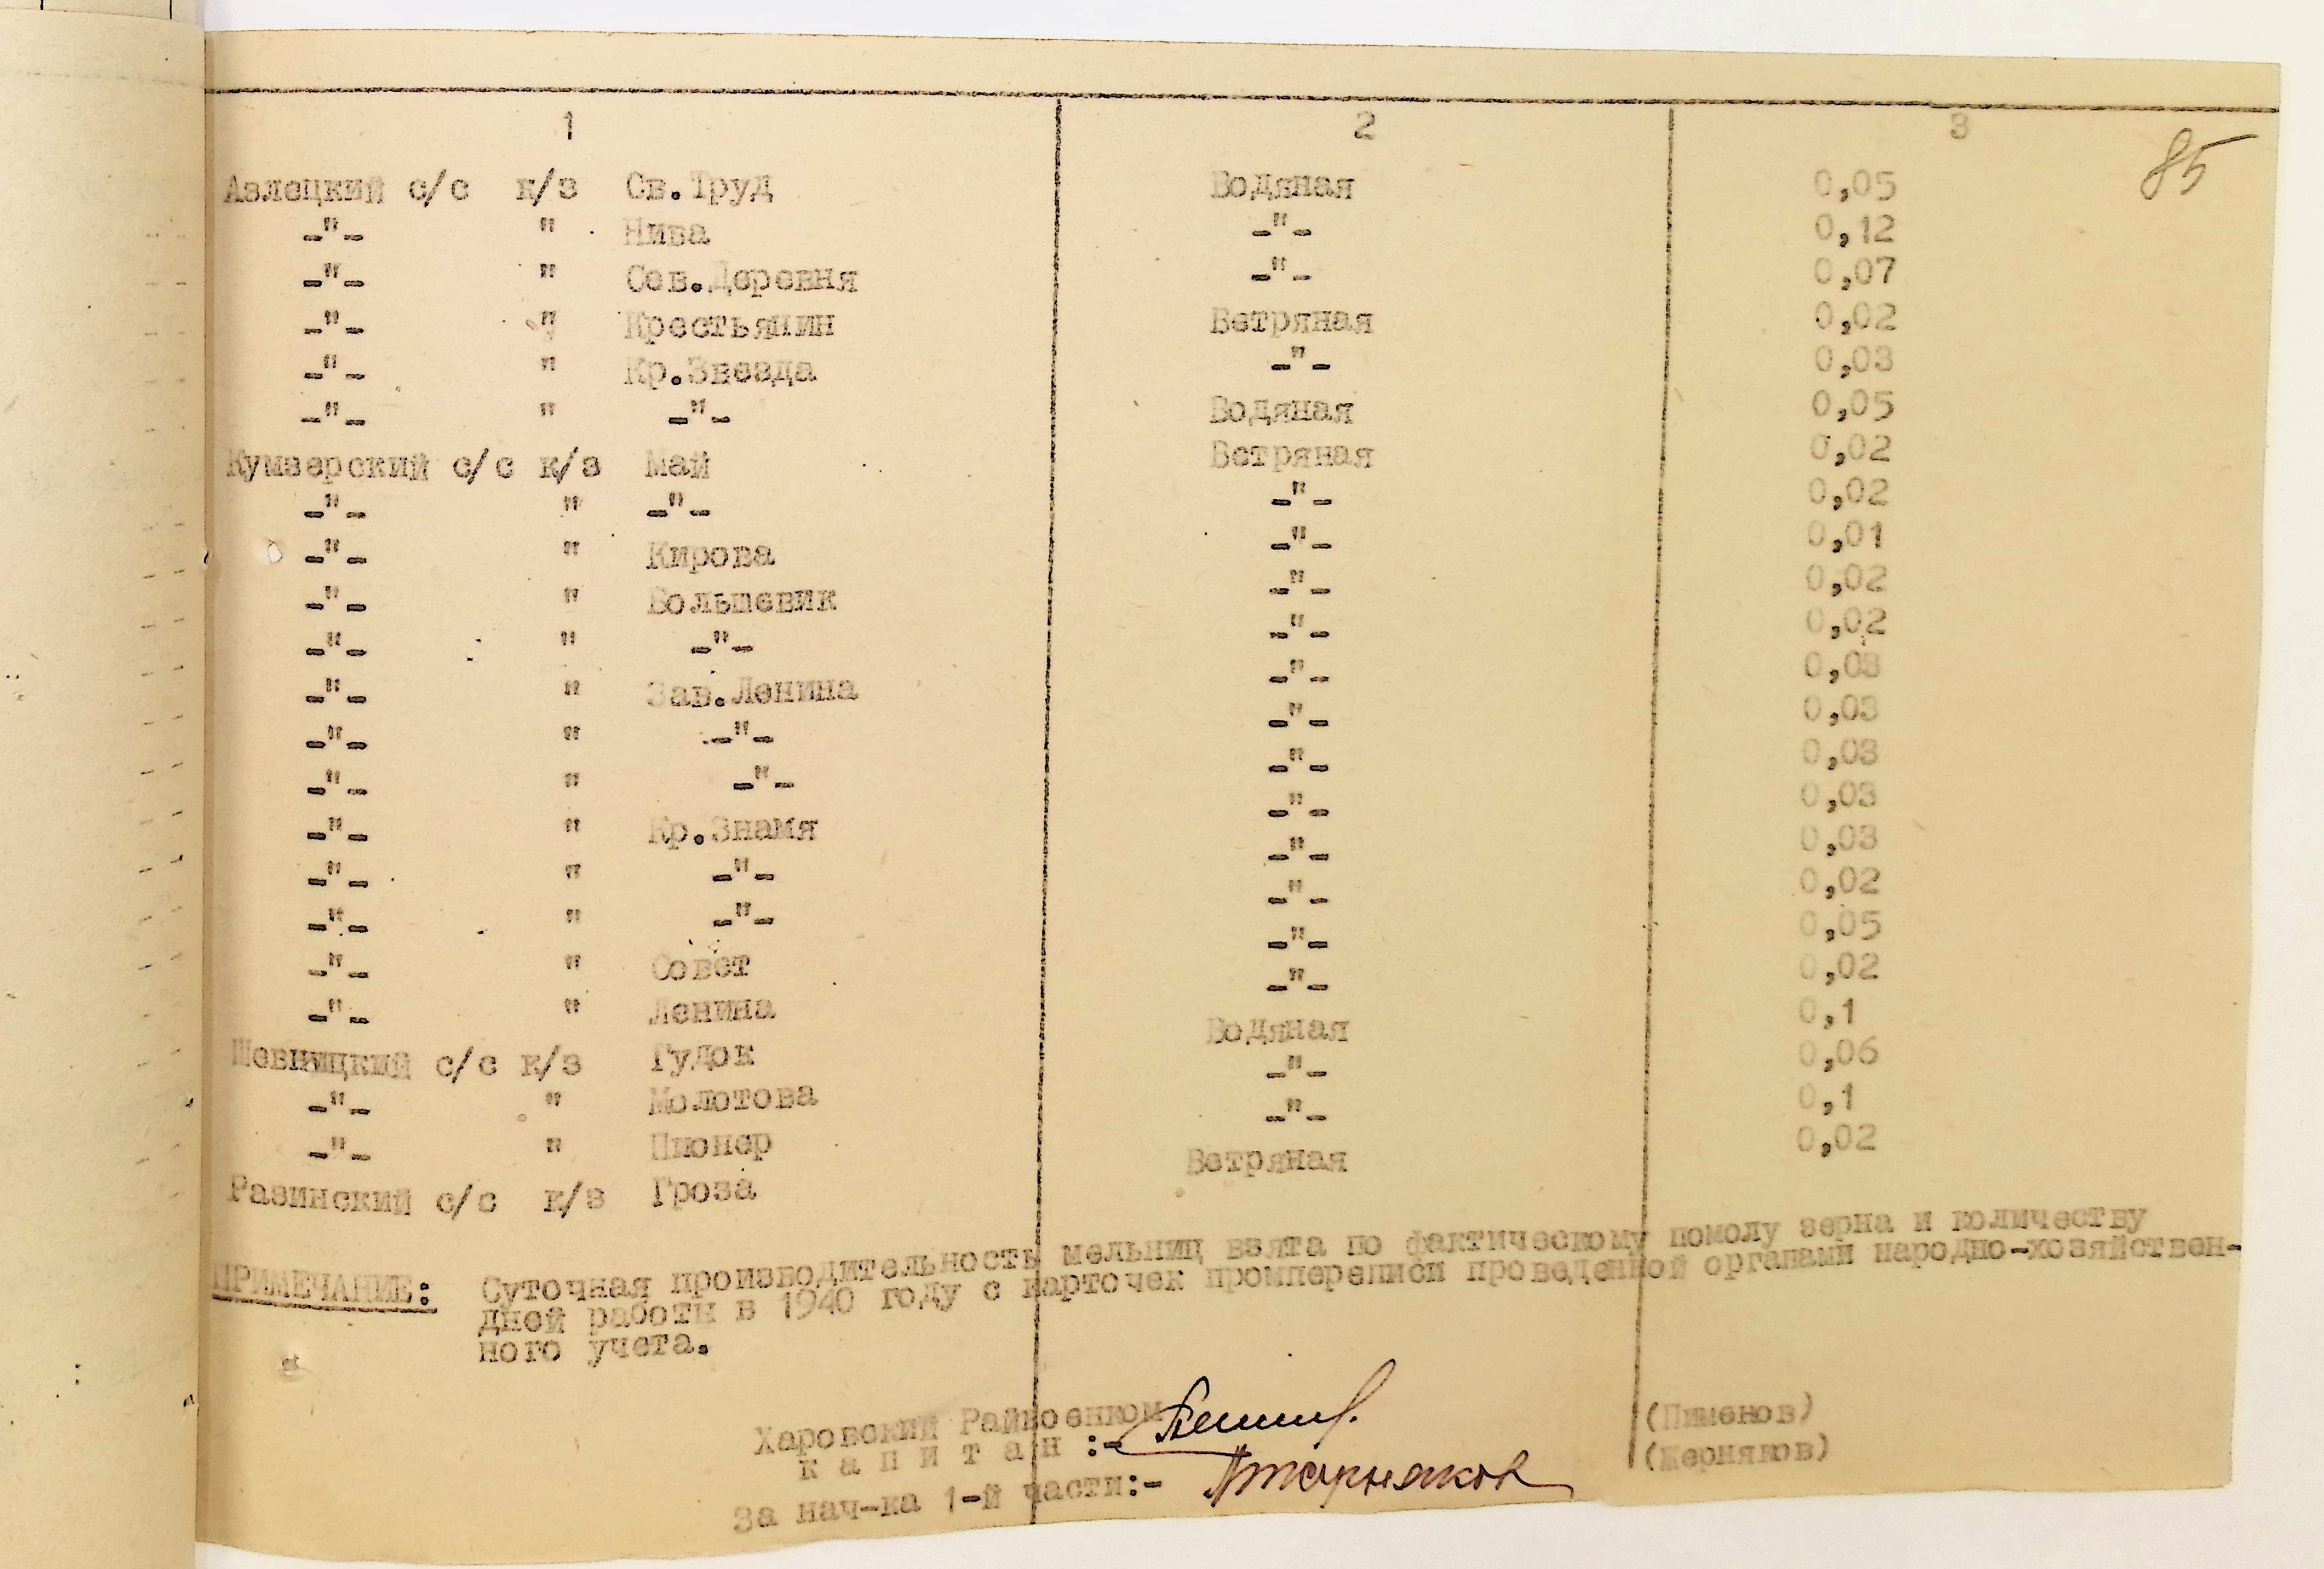 85
1 2 3
Азлецкий с/с к/з Св.Труд Водяная 0,05
-"- " Нива -"- 0,12
-"- " Сов.Деревня -"- 0,07
-"- " Крестьянин Ветряная 0,02
-"- " Кр.Звезда -"- 0,03
-"- " -"- Водяная 0,05
Кумзерский с/с к/з Май Ветряная 0,02
-"- " -"- -"- 0,02
-"- " Кирова -"- 0,01
-"- " Большевик -"- 0,02
-"- " -"- -"- 0,02
-"- " Зав.Ленина -"- 0,03
-"- " -"- -"- 0,03
-"- " -"- -"- 0,03
-"- " Кр.Знамя -"- 0,03
-"- " -"- -"- 0,03
-"- " -"- -"- 0,02
-"- " Совет -"- 0,05
-"- " Ленина -"- 0,02
Шевницкий с/с к/з Гудок Водяная 0,1
-"- " Молотова -"- 0,06
-"- " Пионер -"- 0,1
Разинский с/с к/з Гроза Ветряная 0,02
ПРИМЕЧАНИЕ: Суточная производительность мельниц взята по фактическому помолу зерна и количеству
дней работы в 1940 году с карточек промпереписи проведенной органами народно-хозяйствен-
ного учета.
Харовский Райвоенком
к а п и т а н :- (Пименов)
За нач-ка 1-й части:- (Жерняков)